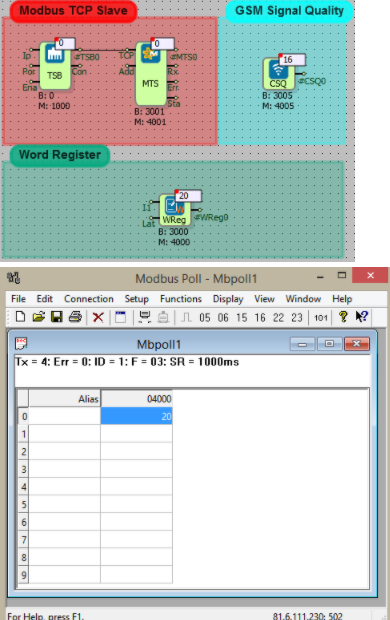 Modbus TCP Slave
GSM Signal Quality
0
0
Ip
#TSB0
TCP
#MTS0
Por
TSB
Con
Add
MTS
Rx
Ena
Err
B: 0
Sta
M: 1000
B: 3001
M: 4001
16
CSQ
#CSQ0
B: 3005
M: 4005
Word Register
20
I1
Lat
WReg
#WReg0
B: 3000
M: 4000
Modbus Poll - Mbpoll1
File Edit Connection Setup Functions Display View Window Help
05 06 15 16 22 23 101
Mbpoll1
Tx = 4: Err = 0: ID = 1: F = 03: SR = 1000ms
Alias 04000
0 20
1
2
3
4
5
6
7
8
9
For Help, press F1. 81.6.111.230: 502